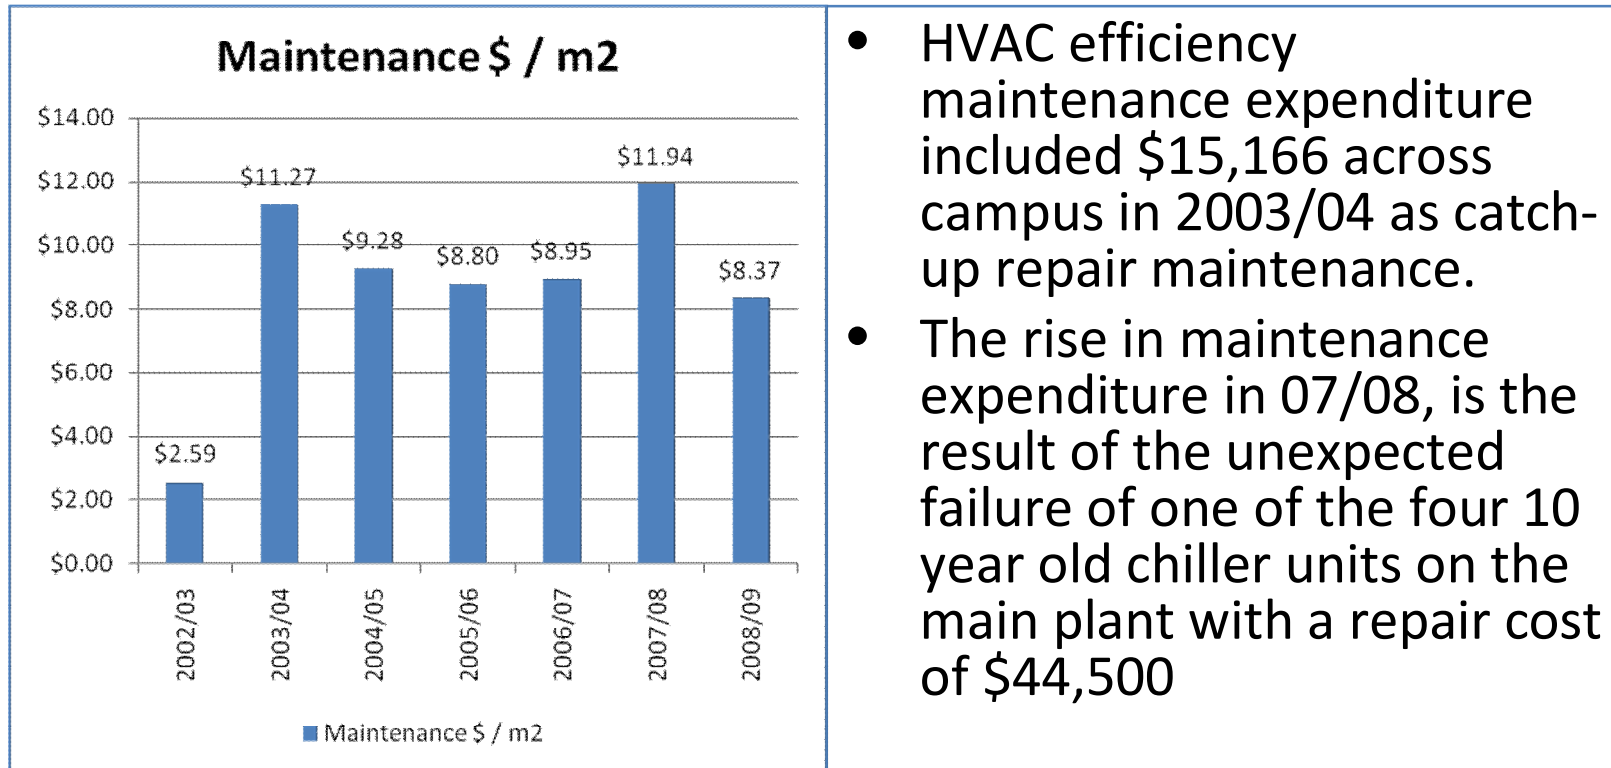 Maintenance $ / m2
$14.00
$12.00
$10.00
$8.00
$6.00
$4.00
$2.00
$0.00
$2.59
$11.27
$9.28
$8.80
$8.95
$11.94
$8.37
2002/03
2003/04
2004/05
2005/06
2006/07
2007/08
2008/09
Maintenance $ / m2
• HVAC efficiency
maintenance expenditure
included $15,166 across
campus in 2003/04 as catch-
up repair maintenance.
• The rise in maintenance
expenditure in 07/08, is the
result of the unexpected
failure of one of the four 10
year old chiller units on the
main plant with a repair cost
of $44,500